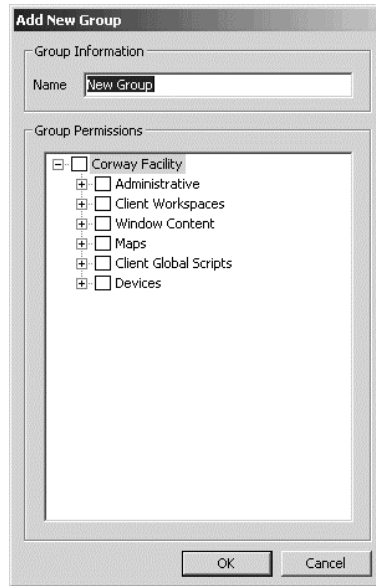 Add New Group
Group Information
Name New Group
Group Permissions
Corway Facility
Administrative
Client Workspaces
Window Content
Maps
Client Global Scripts
Devices
OK Cancel